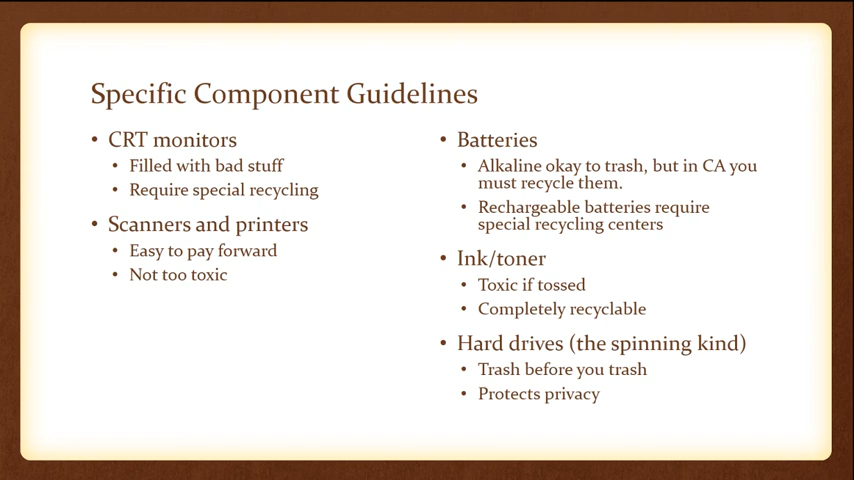 Specific Component Guidelines
• CRT monitors
• Filled with bad stuff
• Require special recycling
• Scanners and printers
• Easy to pay forward
• Not too toxic
• Batteries
• Alkaline okay to trash, but in CA you
must recycle them.
• Rechargeable batteries require
special recycling centers
• Ink/toner
• Toxic if tossed
• Completely recyclable
• Hard drives (the spinning kind)
• Trash before you trash
• Protects privacy